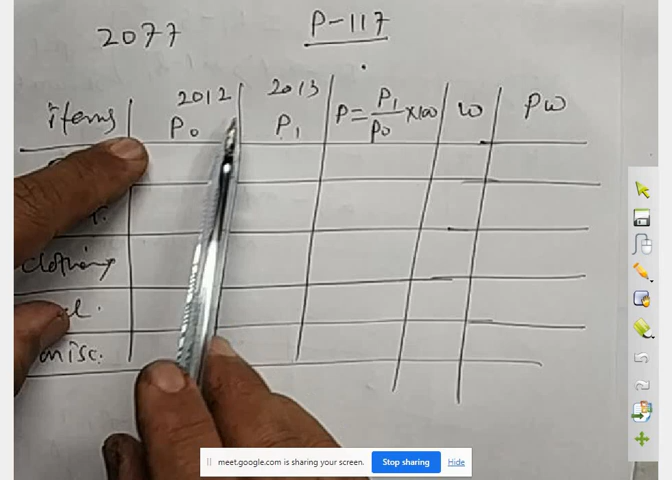 2077 P-117
items 2012 P0 2013 P1 P = P1/P0 × 100 W PW
clothing
misc.
meet.google.com is sharing your screen. Stop sharing Hide